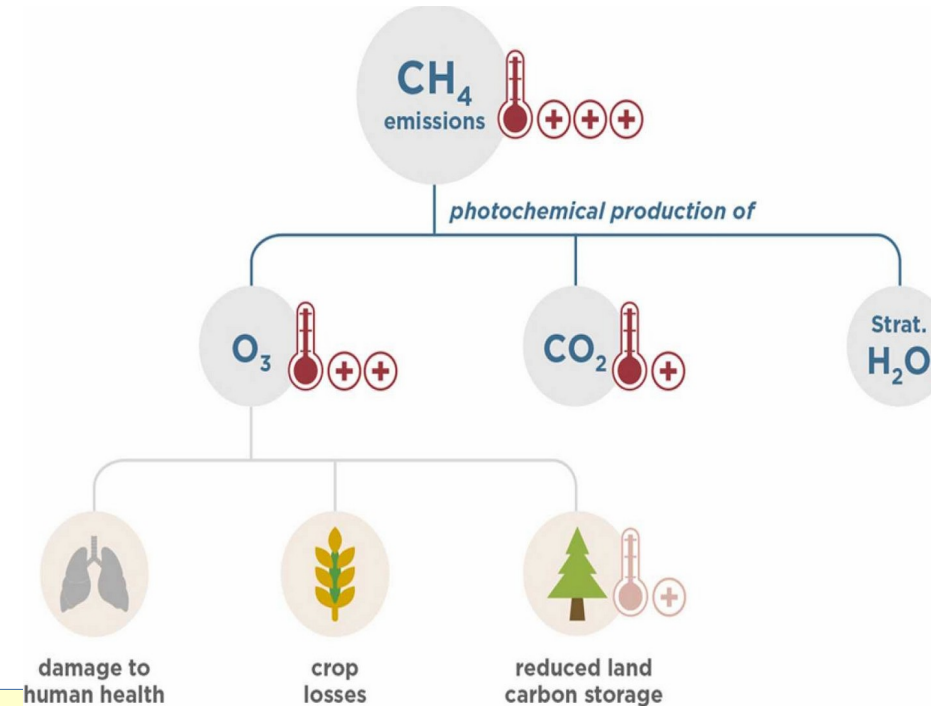 CH₄
emissions
photochemical production of
O₃
CO₂
Strat.
H₂O
damage to
human health
crop
losses
reduced land
carbon storage